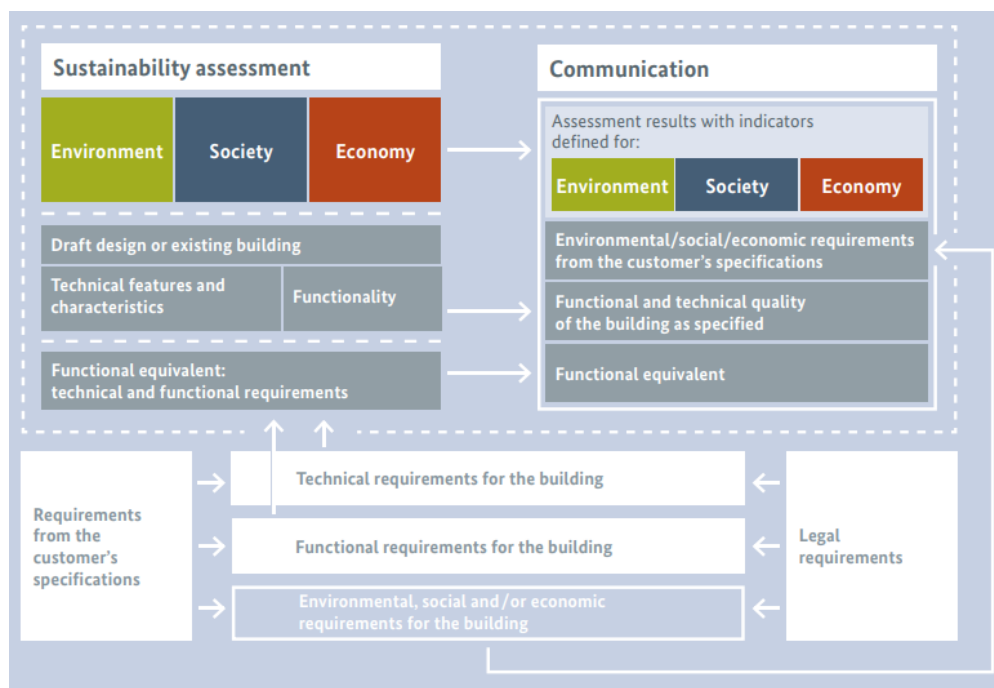 Sustainability assessment
Environment
Society
Economy
Draft design or existing building
Technical features and
characteristics
Functionality
Functional equivalent:
technical and functional requirements
Communication
Assessment results with indicators
defined for:
Environment
Society
Economy
Environmental/social/economic requirements
from the customer's specifications
Functional and technical quality
of the building as specified
Functional equivalent
Requirements
from the
customer's
specifications
Technical requirements for the building
Functional requirements for the building
Environmental, social and/or economic
requirements for the building
Legal
requirements